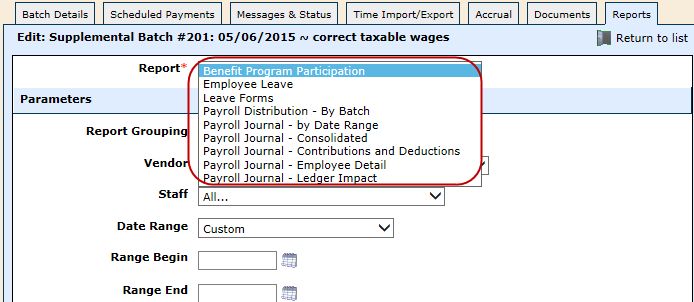 Batch Details Scheduled Payments Messages & Status Time Import/Export Accrual Documents Reports
Edit: Supplemental Batch #201: 05/06/2015 ~ correct taxable wages Return to list
Report*
Benefit Program Participation
Employee Leave
Leave Forms
Parameters
Payroll Distribution - By Batch
Payroll Journal - by Date Range
Report Grouping
Payroll Journal - Consolidated
Payroll Journal - Contributions and Deductions
Vendor
Payroll Journal - Employee Detail
Payroll Journal - Ledger Impact
Staff All...
Date Range Custom
Range Begin
Range End